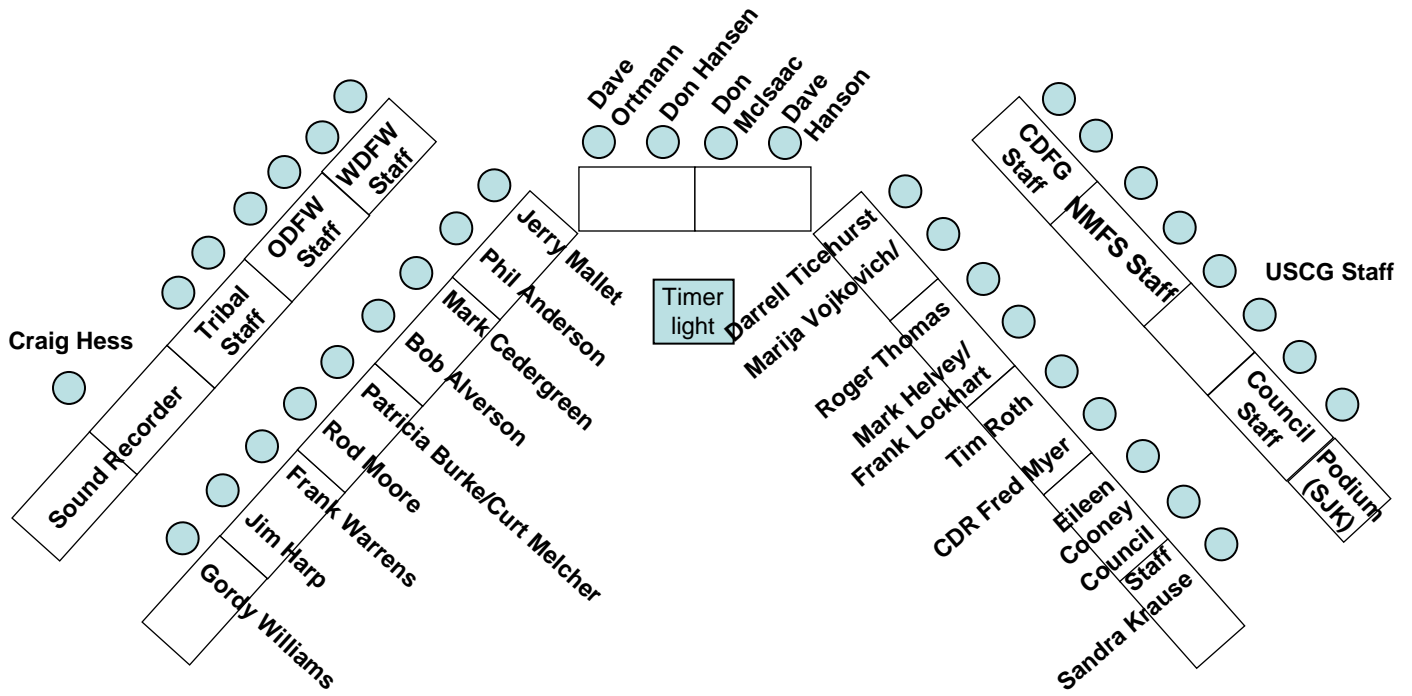 Dave
Ortmann
Don Hansen
Don
McIsaac
Dave
Hanson
WDFW
Staff
ODFW
Staff
Tribal
Staff
Sound Recorder
Craig Hess
Jerry Mallet
Phil Anderson
Mark Cedergreen
Bob Alverson
Patricia Burke/Curt Melcher
Rod Moore
Frank Warrens
Jim Harp
Gordy Williams
Timer
light
Darrell Ticehurst
Marija Vojkovich/
Roger Thomas
Mark Helvey/
Frank Lockhart
Tim Roth
CDR Fred Myer
Eileen
Cooney
Council
Staff
Sandra Krause
CDFG
Staff
NMFS Staff
USCG Staff
Council
Staff
Podium
(SJK)